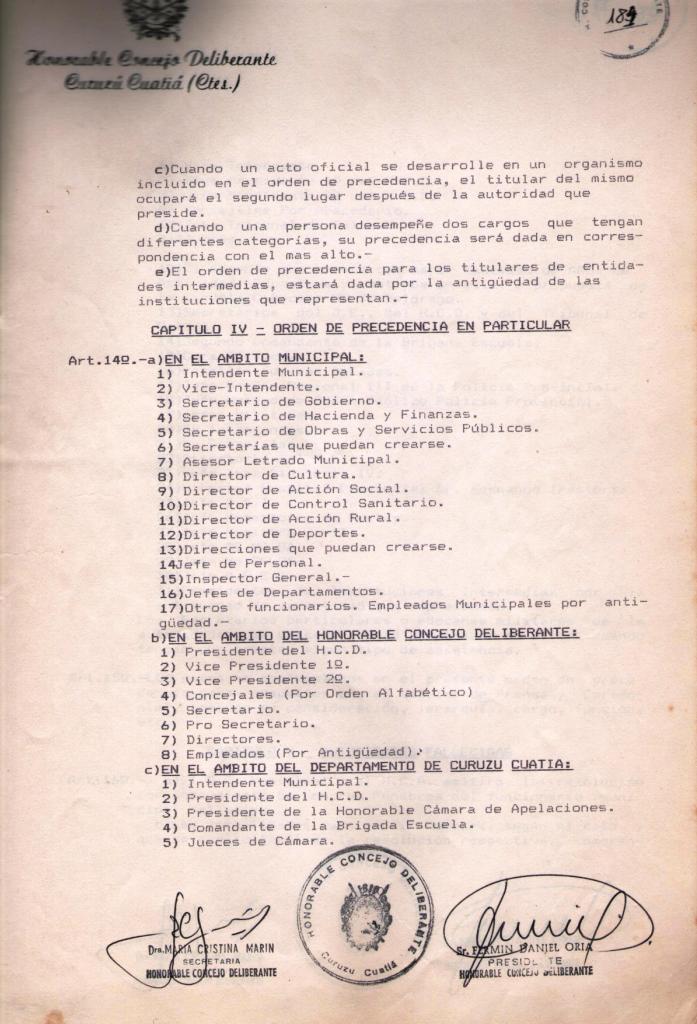 184
Honorable Concejo Deliberante
Curuzú Cuatiá (Ctes.)
c)Cuando un acto oficial se desarrolle en un organismo
incluido en el orden de precedencia, el titular del mismo
ocupará el segundo lugar después de la autoridad que
preside.
d)Cuando una persona desempeñe dos cargos que tengan
diferentes categorías, su precedencia será dada en corres-
pondencia con el mas alto.-
e)El orden de precedencia para los titulares de entida-
des intermedias, estará dada por la antigüedad de las
instituciones que representan.-
CAPITULO IV - ORDEN DE PRECEDENCIA EN PARTICULAR
Art.14º.-a)EN EL AMBITO MUNICIPAL:
1) Intendente Municipal.
2) Vice-Intendente.
3) Secretario de Gobierno.
4) Secretario de Hacienda y Finanzas.
5) Secretario de Obras y Servicios Públicos.
6) Secretarías que puedan crearse.
7) Asesor Letrado Municipal.
8) Director de Cultura.
9) Director de Acción Social.
10)Director de Control Sanitario.
11)Director de Acción Rural.
12)Director de Deportes.
13)Direcciones que puedan crearse.
14Jefe de Personal.
15)Inspector General.-
16)Jefes de Departamentos.
17)Otros funcionarios. Empleados Municipales por anti-
güedad.-
b)EN EL AMBITO DEL HONORABLE CONCEJO DELIBERANTE:
1) Presidente del H.C.D.
2) Vice Presidente 1º.
3) Vice Presidente 2º.
4) Concejales (Por Orden Alfabético)
5) Secretario.
6) Pro Secretario.
7) Directores.
8) Empleados (Por Antigüedad).
c)EN EL AMBITO DEL DEPARTAMENTO DE CURUZU CUATIA:
1) Intendente Municipal.
2) Presidente del H.C.D.
3) Presidente de la Honorable Cámara de Apelaciones.
4) Comandante de la Brigada Escuela.
5) Jueces de Cámara.
HONORABLE CONCEJO DELIBERANTE
Curuzu Cuatiá
Dra. MARIA CRISTINA MARIN
SECRETARIA
HONORABLE CONCEJO DELIBERANTE
Sr. FERMIN DANIEL ORIA
PRESIDENTE
HONORABLE CONCEJO DELIBERANTE